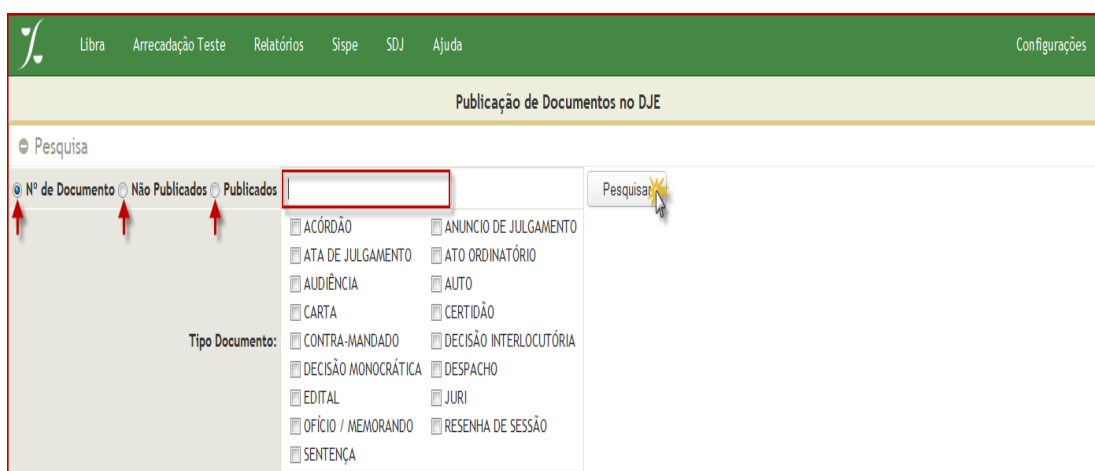 Libra Arrecadação Teste Relatórios Sispe SDJ Ajuda Configurações
Publicação de Documentos no DJE
Pesquisa
Nº de Documento Não Publicados Publicados Pesquisar
Tipo Documento:
ACÓRDÃO ANUNCIO DE JULGAMENTO
ATA DE JULGAMENTO ATO ORDINATÓRIO
AUDIÊNCIA AUTO
CARTA CERTIDÃO
CONTRA-MANDADO DECISÃO INTERLOCUTÓRIA
DECISÃO MONOCRÁTICA DESPACHO
EDITAL JURI
OFÍCIO / MEMORANDO RESENHA DE SESSÃO
SENTENÇA